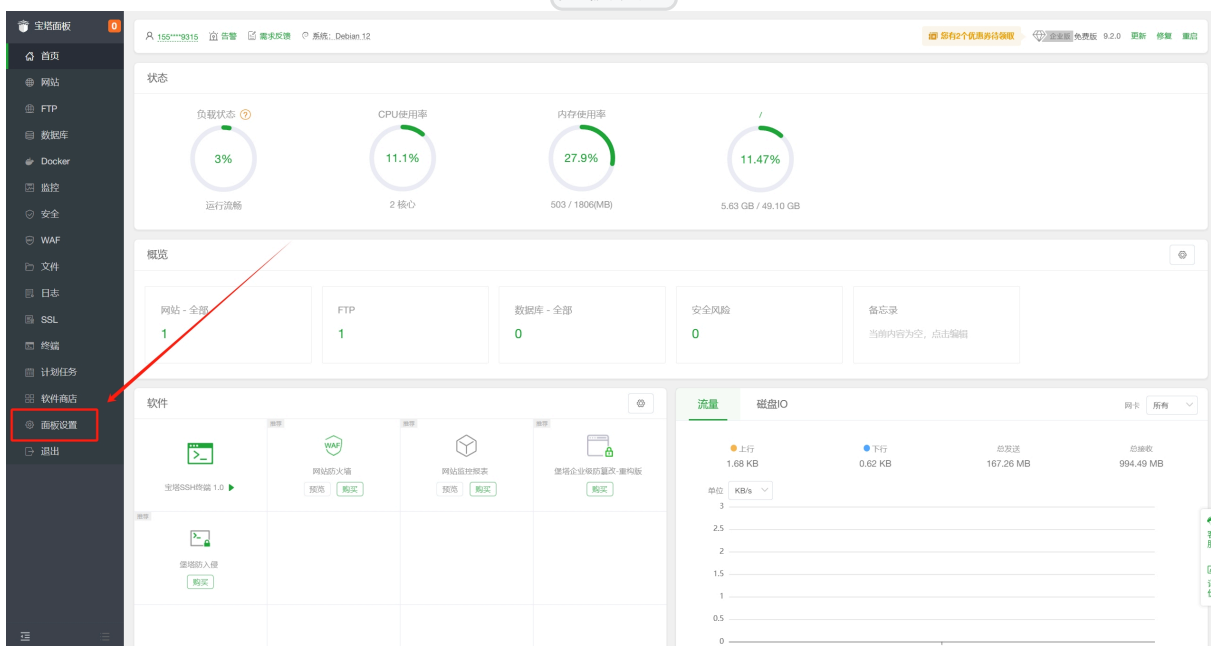 宝塔面板 0
首页
网站
FTP
数据库
Docker
监控
安全
WAF
文件
日志
SSL
终端
计划任务
软件商店
面板设置
退出
155****9315 告警 需求反馈 系统: Debian 12
您有2个优惠券待领取 企业版 免费版 9.2.0 更新 修复 重启
状态
负载状态 CPU使用率 内存使用率 /
3% 11.1% 27.9% 11.47%
运行流畅 2 核心 503 / 1806(MB) 5.63 GB / 49.10 GB
概览
网站 - 全部 FTP 数据库 - 全部 安全风险 备忘录
1 1 0 0 当前内容为空，点击编辑
软件
推荐 推荐 推荐
WAF
宝塔SSH终端 1.0 网站防火墙 网站监控报表 堡塔企业级防篡改-重构版
预览 购买 预览 购买 购买
推荐
堡塔防入侵
购买
流量 磁盘IO 网卡 所有
上行 下行 总发送 总接收
1.68 KB 0.62 KB 167.26 MB 994.49 MB
单位 KB/s
3
2.5
2
1.5
1
0.5
0